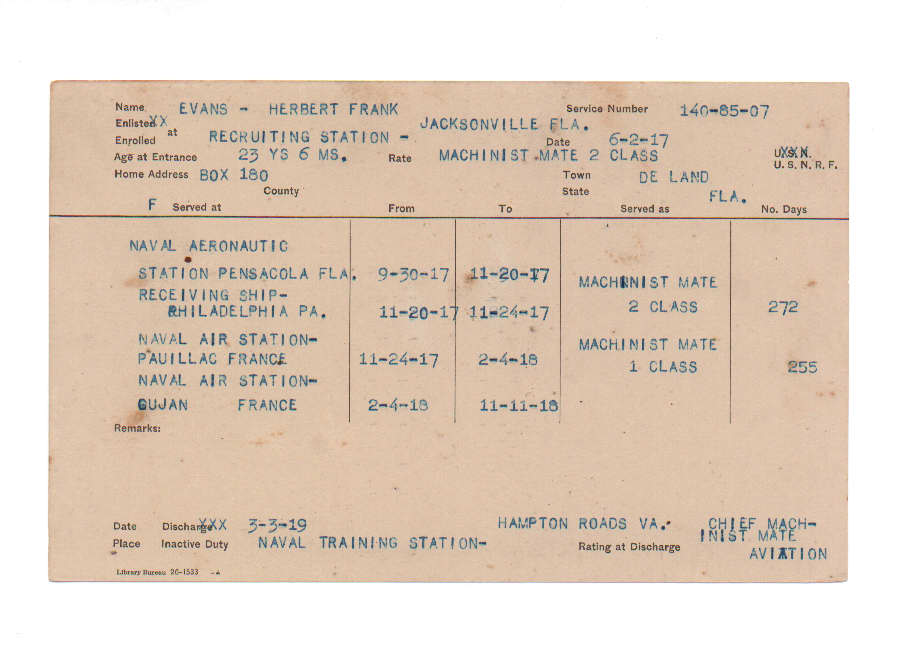 Name EVANS - HERBERT FRANK Service Number 140-85-07
Enlisted XX at JACKSONVILLE FLA.
Enrolled RECRUITING STATION - Date 6-2-17
Age at Entrance 23 YS 6 MS. Rate MACHINIST MATE 2 CLASS U.S.N. XXX
U. S. N. R. F.
Home Address BOX 180 Town DE LAND
County State FLA.
F Served at From To Served as No. Days
NAVAL AERONAUTIC
STATION PENSACOLA FLA. 9-30-17 11-20-17 MACHINIST MATE
RECEIVING SHIP-
PHILADELPHIA PA. 11-20-17 11-24-17 2 CLASS 272
NAVAL AIR STATION- MACHINIST MATE
PAUILLAC FRANCE 11-24-17 2-4-18 1 CLASS 255
NAVAL AIR STATION-
GUJAN FRANCE 2-4-18 11-11-18
Remarks:
Date Discharge XXX 3-3-19 HAMPTON ROADS VA. CHIEF MACH-
INIST MATE
Place Inactive Duty NAVAL TRAINING STATION- Rating at Discharge AVIATION
Library Bureau 26-1533